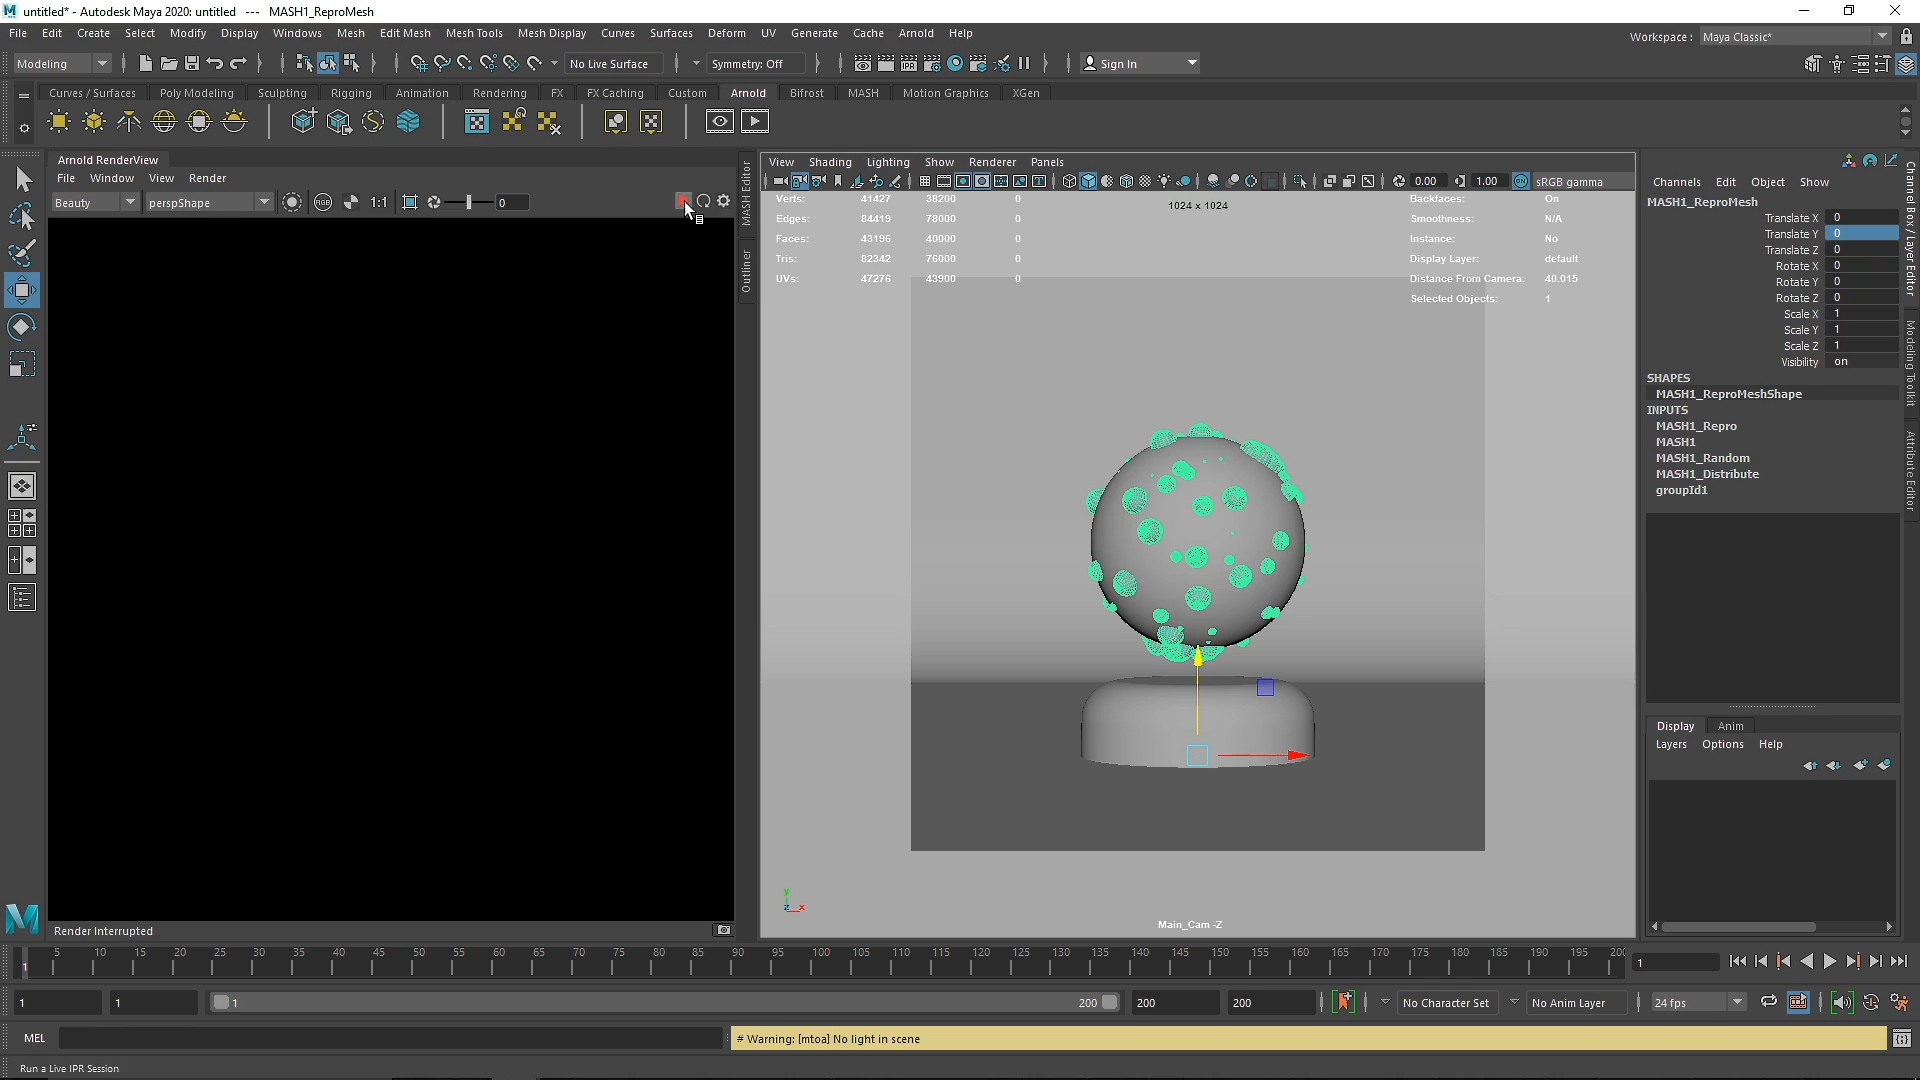 untitled* - Autodesk Maya 2020: untitled --- MASH1_ReproMesh
File Edit Create Select Modify Display Windows Mesh Edit Mesh Mesh Tools Mesh Display Curves Surfaces Deform UV Generate Cache Arnold Help
Workspace : Maya Classic*
Modeling No Live Surface Symmetry: Off Sign In
Curves / Surfaces Poly Modeling Sculpting Rigging Animation Rendering FX FX Caching Custom Arnold Bifrost MASH Motion Graphics XGen
Arnold RenderView
File Window View Render
Beauty perspShape 1:1 0
MASH Editor
Outliner
View Shading Lighting Show Renderer Panels
0.00 1.00 sRGB gamma
Verts: 41427 38200 0
Edges: 84419 78000 0
Faces: 43196 40000 0
Tris: 82342 76000 0
UVs: 47276 43900 0
1024 x 1024
Backfaces: On
Smoothness: N/A
Instance: No
Display Layer: default
Distance From Camera: 40.015
Selected Objects: 1
Main_Cam -Z
y
z x
Channels Edit Object Show
MASH1_ReproMesh
Translate X 0
Translate Y 0
Translate Z 0
Rotate X 0
Rotate Y 0
Rotate Z 0
Scale X 1
Scale Y 1
Scale Z 1
Visibility on
SHAPES
MASH1_ReproMeshShape
INPUTS
MASH1_Repro
MASH1
MASH1_Random
MASH1_Distribute
groupId1
Channel Box / Layer Editor
Modeling Toolkit
Attribute Editor
Display Anim
Layers Options Help
Render Interrupted
1 5 10 15 20 25 30 35 40 45 50 55 60 65 70 75 80 85 90 95 100 105 110 115 120 125 130 135 140 145 150 155 160 165 170 175 180 185 190 195 200
1
1 1 1 200 200 200 No Character Set No Anim Layer 24 fps
MEL # Warning: [mtoa] No light in scene
Run a Live IPR Session